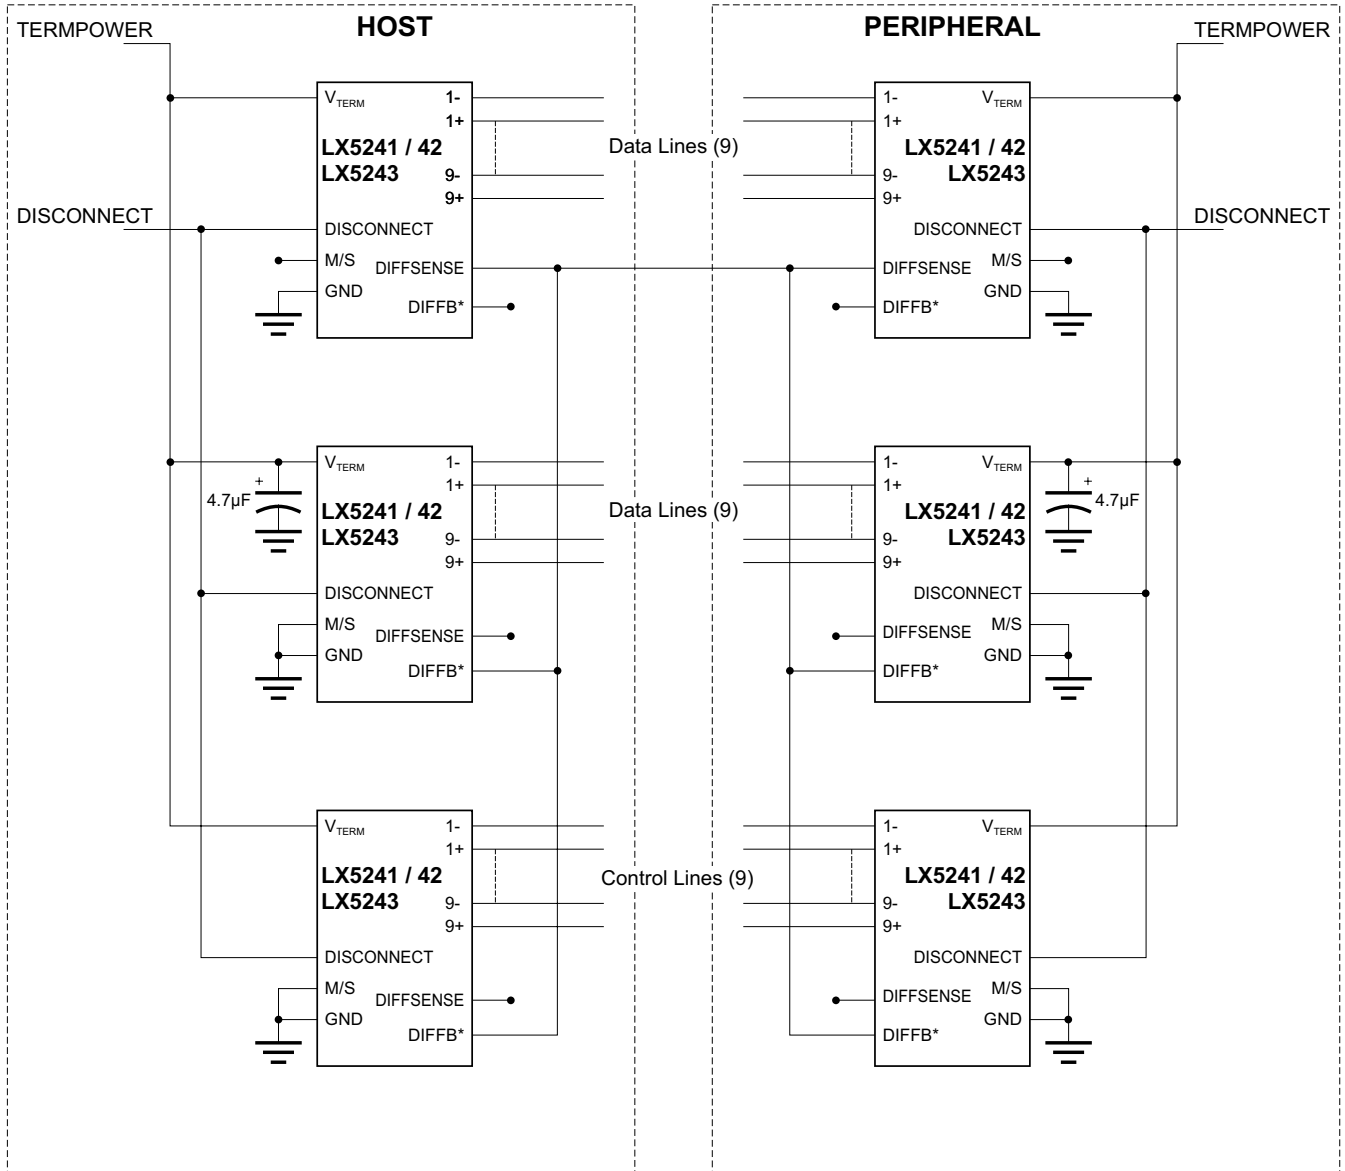 HOST
PERIPHERAL
TERMPOWER
TERMPOWER
VTERM 1-
1+
LX5241 / 42
LX5243
9-
9+
DISCONNECT
DISCONNECT
M/S
DIFFSENSE
GND
DIFFB*
Data Lines (9)
1- VTERM
1+
LX5241 / 42
9- LX5243
9+
DISCONNECT
DISCONNECT
DIFFSENSE M/S
GND
DIFFB*
+
4.7µF
VTERM 1-
1+
LX5241 / 42
LX5243 9-
9+
DISCONNECT
M/S
DIFFSENSE
GND
DIFFB*
Data Lines (9)
1- VTERM
1+
LX5241 / 42
9- LX5243
9+
DISCONNECT
M/S
DIFFSENSE
GND
DIFFB*
+
4.7µF
VTERM 1-
1+
LX5241 / 42
LX5243 9-
9+
DISCONNECT
M/S
DIFFSENSE
GND
DIFFB*
Control Lines (9)
1- VTERM
1+
LX5241 / 42
9- LX5243
9+
DISCONNECT
M/S
DIFFSENSE
GND
DIFFB*